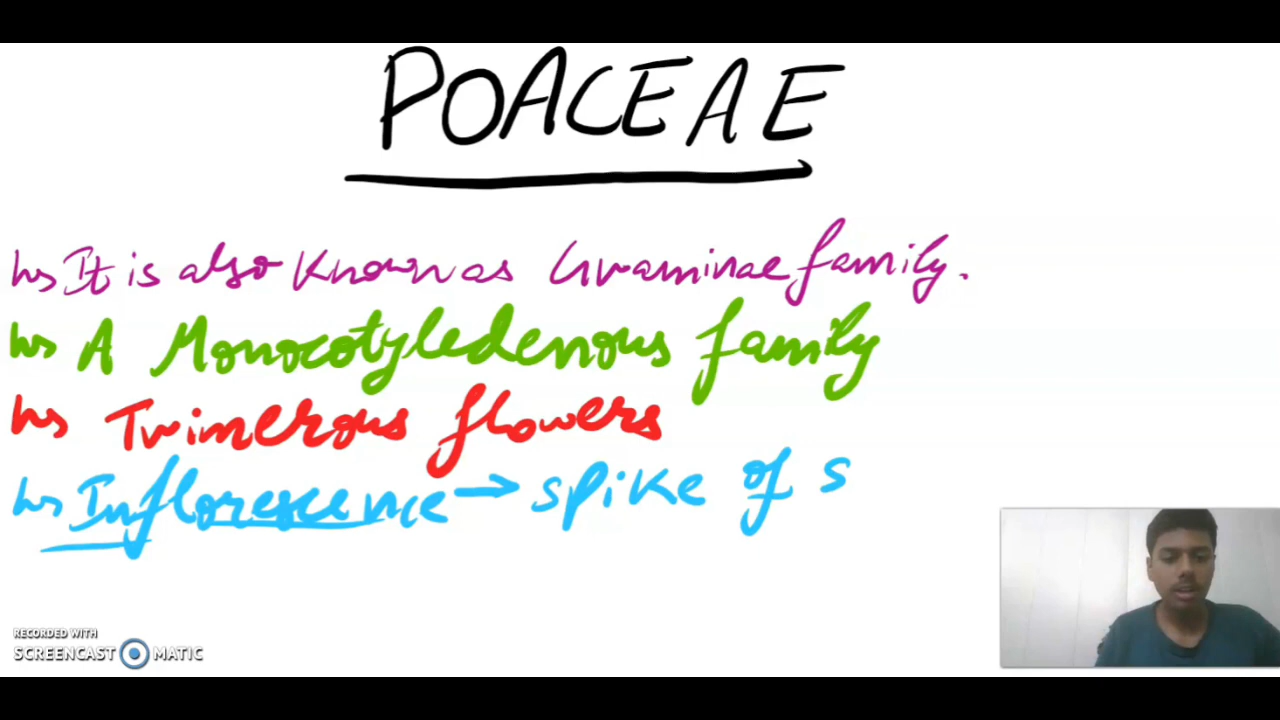 POACEAE
It is also known as Graminae family.
A Monocotyledenous family
Trimerous flowers
Inflorescence → spike of s
RECORDED WITH
SCREENCAST MATIC